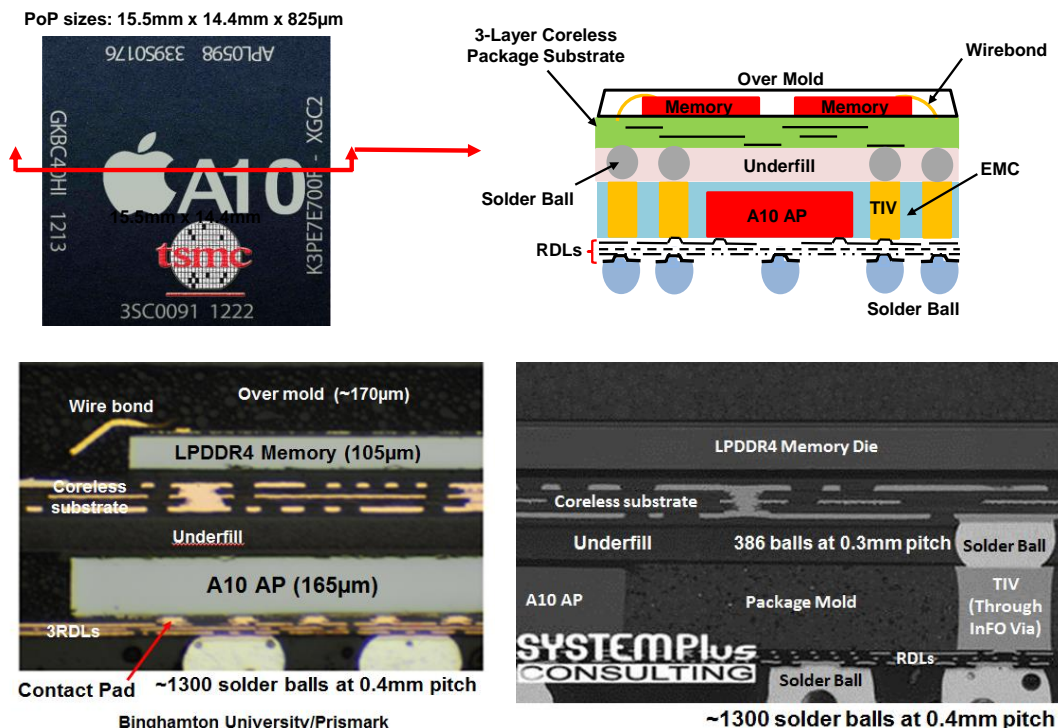 PoP sizes: 15.5mm x 14.4mm x 825µm
339S0176 APL0598
GKBC40HI 1213
A10
K3PE7E700F - XGC2
15.5mm x 14.4mm
tsmc
3SC0091 1222
3-Layer Coreless
Package Substrate
Wirebond
Over Mold
Memory
Memory
Underfill
Solder Ball
EMC
TIV
A10 AP
RDLs
Solder Ball
Over mold (~170µm)
Wire bond
LPDDR4 Memory (105µm)
Coreless
substrate
Underfill
A10 AP (165µm)
3RDLs
Contact Pad
~1300 solder balls at 0.4mm pitch
Binghamton University/Prismark
LPDDR4 Memory Die
Coreless substrate
Underfill
386 balls at 0.3mm pitch
Solder Ball
A10 AP
Package Mold
TIV
(Through
InFO Via)
SYSTEMPlus
CONSULTING
RDLs
Solder Ball
~1300 solder balls at 0.4mm pitch